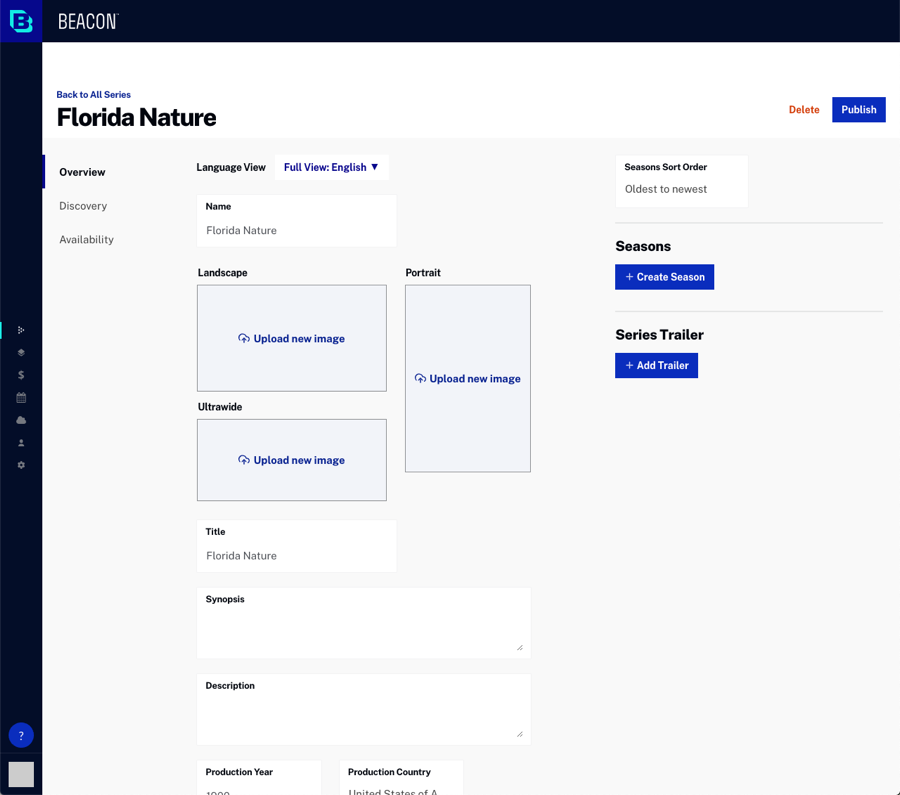 BEACON
Back to All Series
Florida Nature
Delete
Publish
Overview
Discovery
Availability
Language View
Full View: English ▼
Name
Florida Nature
Landscape
Upload new image
Portrait
Upload new image
Ultrawide
Upload new image
Title
Florida Nature
Synopsis
Description
Production Year
Production Country
United States of A
Seasons Sort Order
Oldest to newest
Seasons
+ Create Season
Series Trailer
+ Add Trailer
?